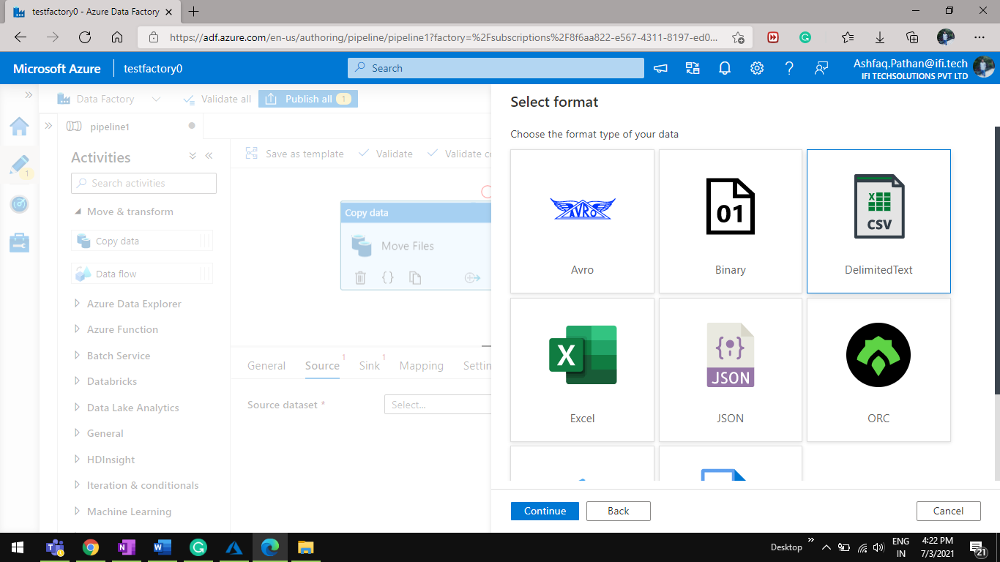 testfactory0 - Azure Data Factory
https://adf.azure.com/en-us/authoring/pipeline/pipeline1?factory=%2Fsubscriptions%2F8f6aa822-e567-4311-8197-ed0...
Microsoft Azure
testfactory0
Search
Ashfaq.Pathan@ifi.tech
IFI TECHSOLUTIONS PVT LTD
Data Factory
Validate all
Publish all
1
1
pipeline1
Activities
Search activities
Move & transform
Copy data
Data flow
Azure Data Explorer
Azure Function
Batch Service
Databricks
Data Lake Analytics
General
HDInsight
Iteration & conditionals
Machine Learning
Save as template
Validate
Validate co
Copy data
Move Files
General
Source
1
Sink
1
Mapping
Settin
Source dataset *
Select...
Select format
Choose the format type of your data
AVRO
Avro
01
Binary
CSV
DelimitedText
X
Excel
JSON
JSON
ORC
Continue
Back
Cancel
Desktop
ENG
IN
4:22 PM
7/3/2021
21